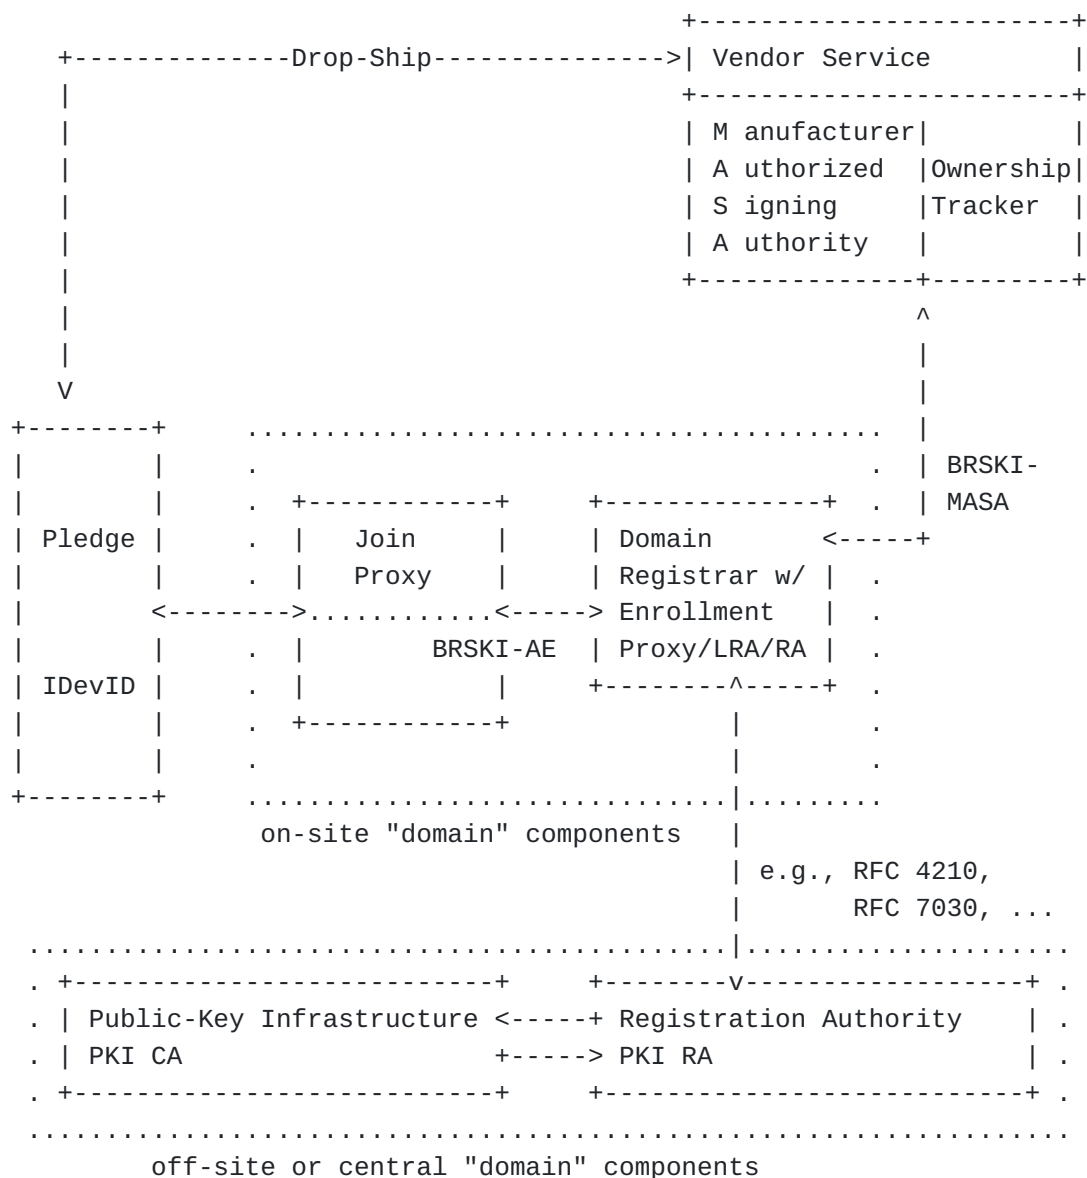 +------------------------+
   +--------------Drop-Ship--------------->| Vendor Service         |
   |                                       +------------------------+
   |                                       | M anufacturer|         |
   |                                       | A uthorized  |Ownership|
   |                                       | S igning     |Tracker  |
   |                                       | A uthority   |         |
   |                                       +--------------+---------+
   |                                                      ^
   |                                                      |
   V                                                      |
+--------+     .........................................  |
|        |     .                                       .  | BRSKI-
|        |     .  +------------+     +--------------+  .  | MASA
| Pledge |     .  |   Join     |     | Domain       <-----+
|        |     .  |   Proxy    |     | Registrar w/ |  .
|        <-------->............<-----> Enrollment   |  .
|        |     .  |        BRSKI-AE  | Proxy/LRA/RA |  .
| IDevID |     .  |            |     +--------^-----+  .
|        |     .  +------------+              |        .
|        |     .                              |        .
+--------+     ...............................|.........
                on-site "domain" components   |
                                              | e.g., RFC 4210,
                                              |       RFC 7030, ...
 .............................................|.....................
 . +---------------------------+     +--------v------------------+ .
 . | Public-Key Infrastructure <-----+ Registration Authority    | .
 . | PKI CA                    +-----> PKI RA                    | .
 . +---------------------------+     +---------------------------+ .
 ...................................................................
         off-site or central "domain" components